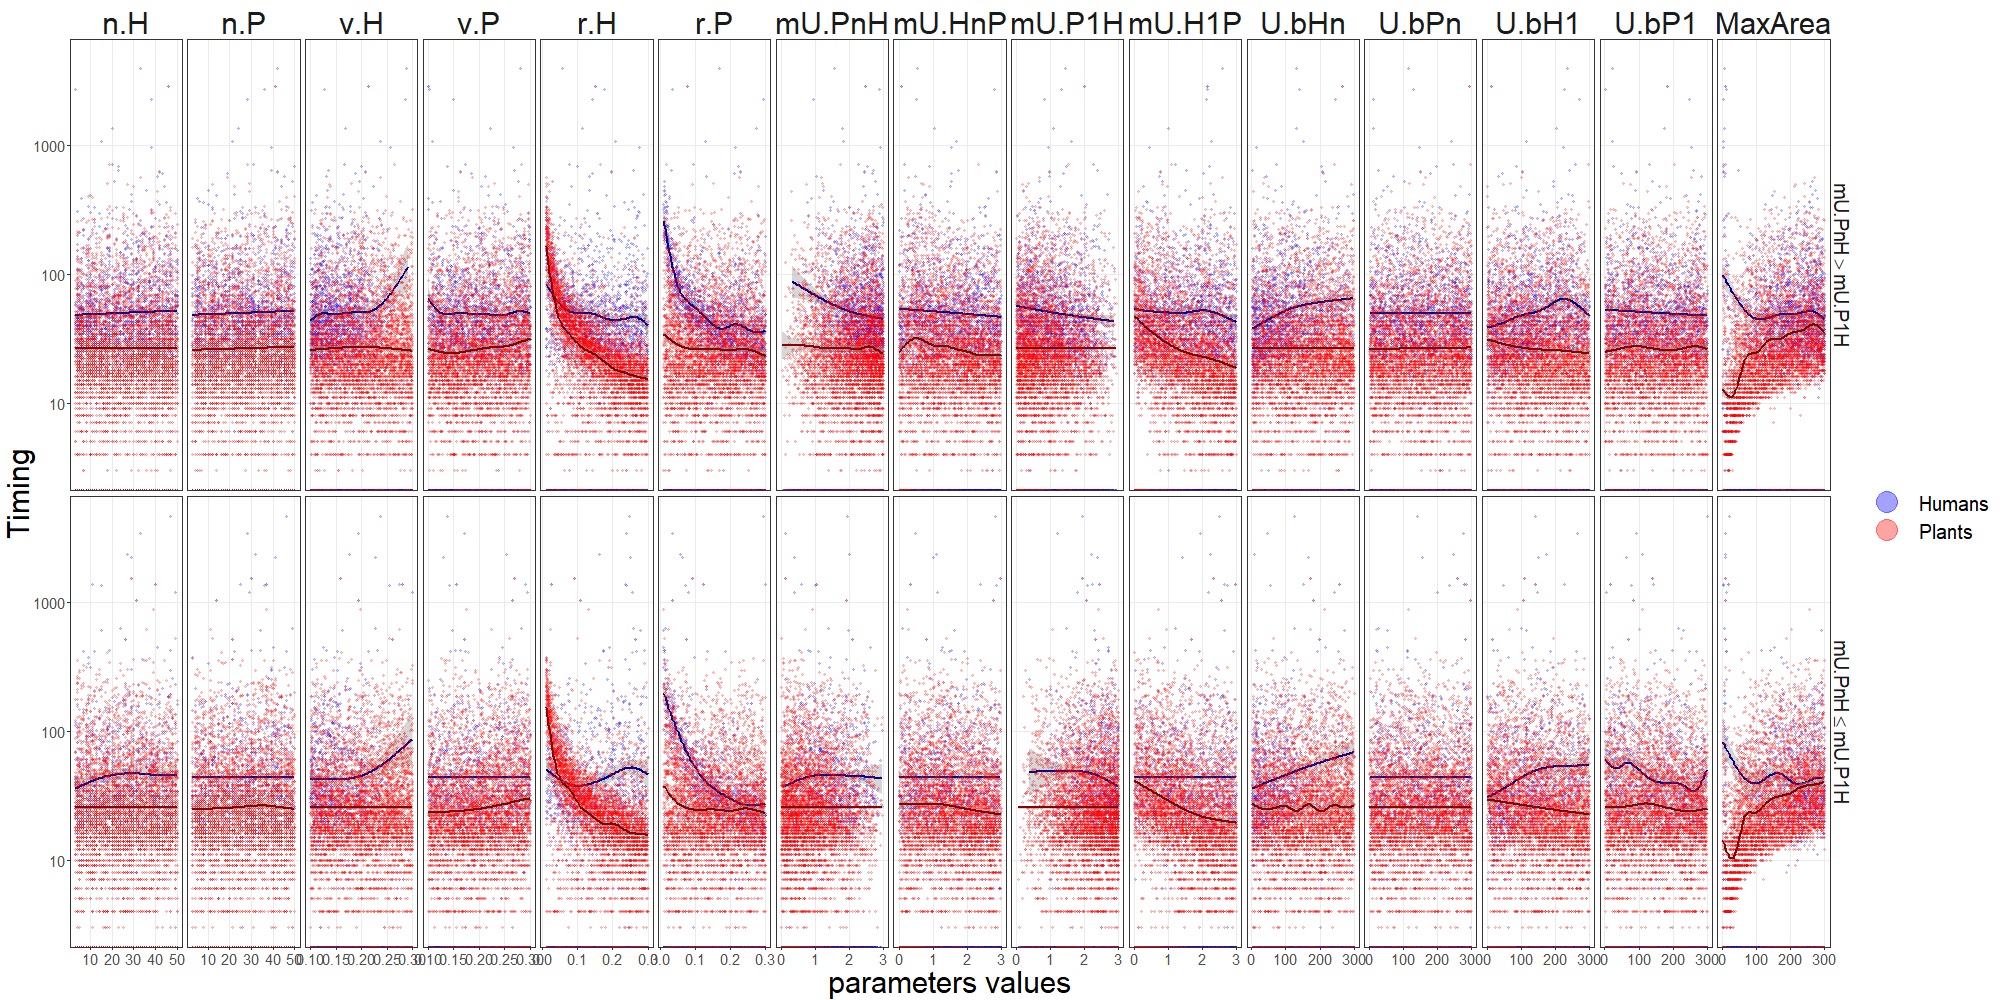 n.H n.P v.H v.P r.H r.P mU.PnH mU.HnP mU.P1H mU.H1P U.bHn U.bPn U.bH1 U.bP1 MaxArea
1000
100
10
mU.PnH > mU.P1H
Timing
Humans
Plants
1000
100
10
mU.PnH ≤ mU.P1H
10 20 30 40 50 10 20 30 40 50 0.10 0.15 0.20 0.25 0.30 0.10 0.15 0.20 0.25 0.30 0.0 0.1 0.2 0.3 0.0 0.1 0.2 0.3 0 1 2 3 0 1 2 3 0 1 2 3 0 1 2 3 0 100 200 300 0 100 200 300 0 100 200 300 0 100 200 300 0 100 200 300
parameters values